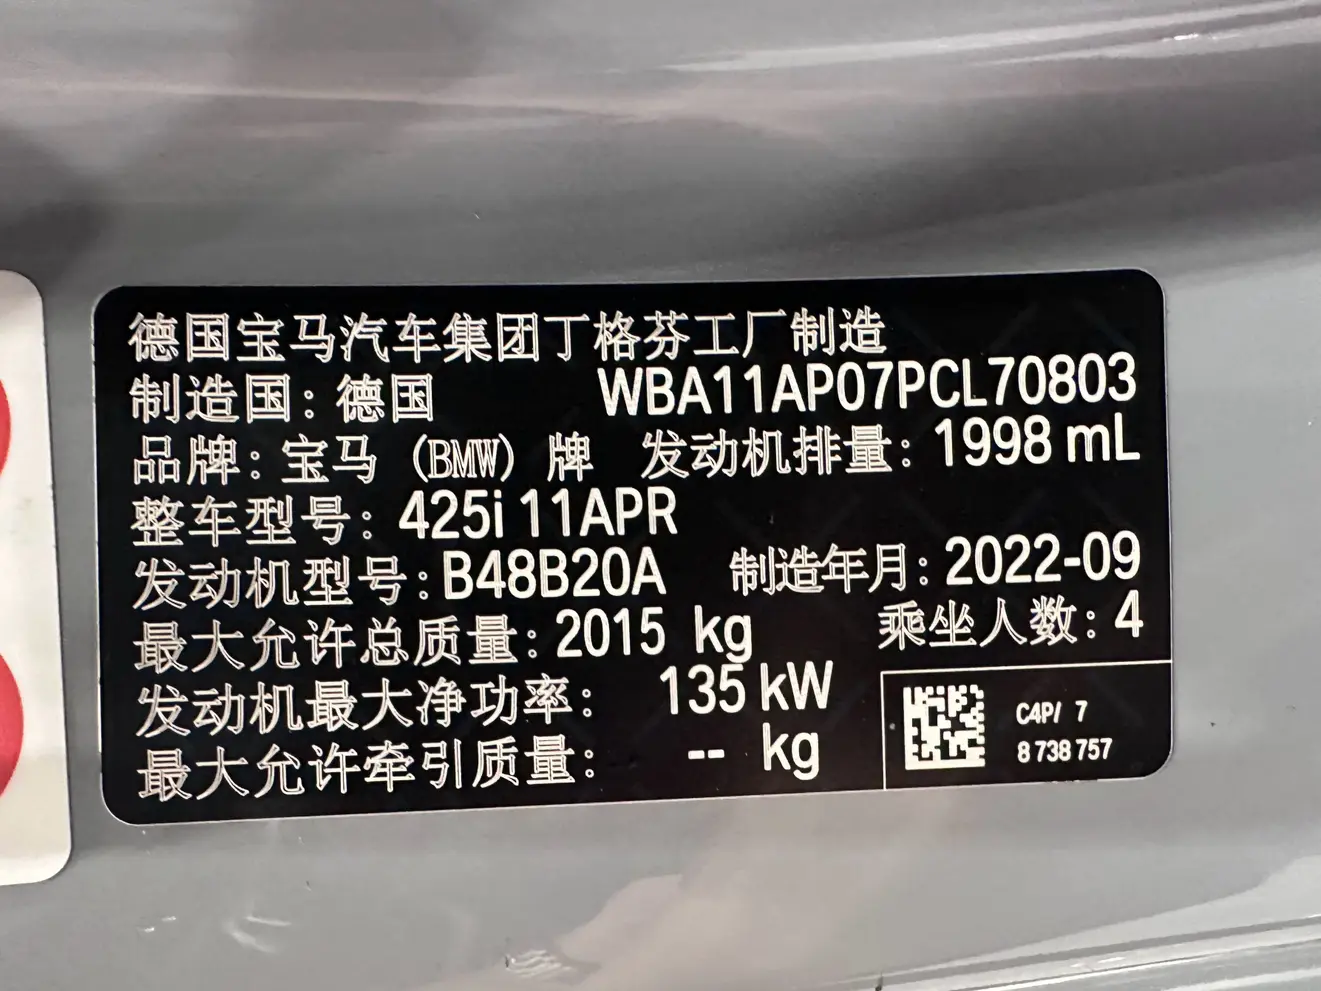 德国宝马汽车集团丁格芬工厂制造
制造国：德国 WBA11AP07PCL70803
品牌：宝马（BMW）牌 发动机排量：1998 mL
整车型号：425i 11APR
发动机型号：B48B20A 制造年月：2022-09
最大允许总质量：2015 kg 乘坐人数：4
发动机最大净功率： 135 kW
最大允许牵引质量： -- kg
C4P/ 7
8 738 757